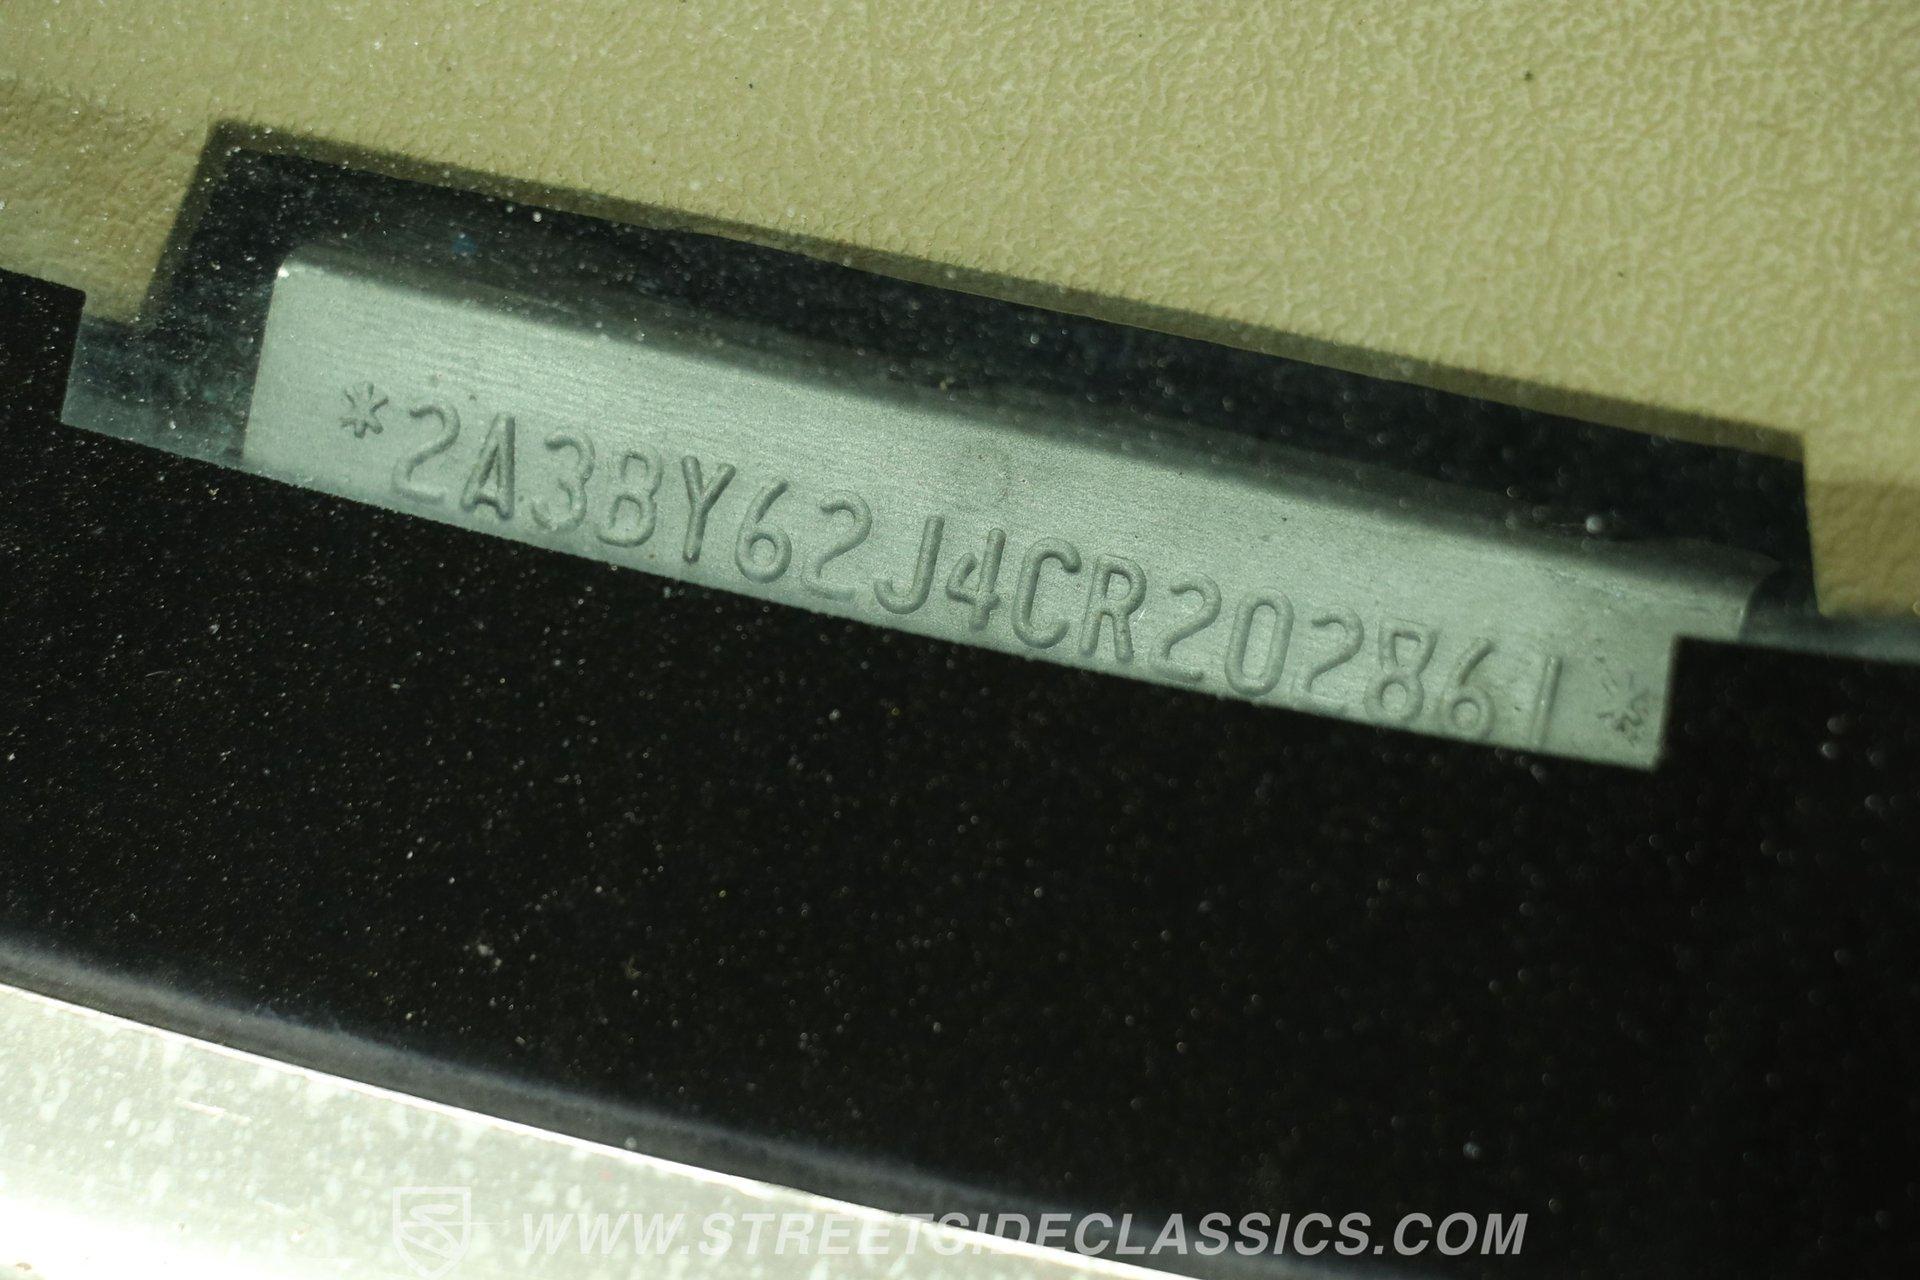 *2A3BY62J4CR202861*
WWW.STREETSIDECLASSICS.COM